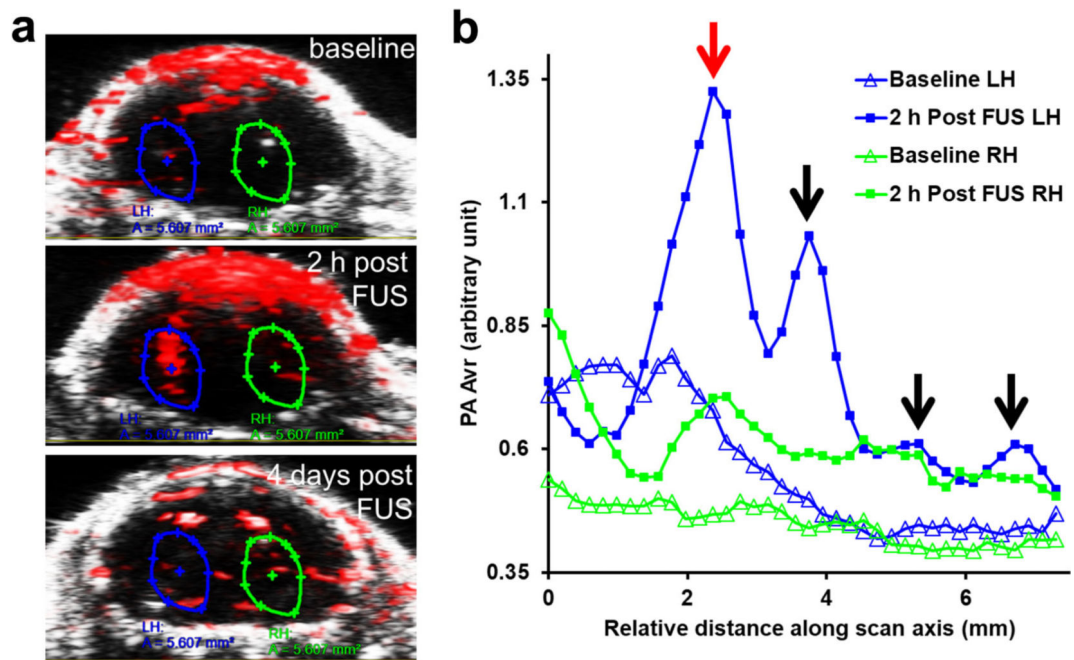 a
baseline
LH:
A = 5.607 mm²
RH:
A = 5.607 mm²
2 h post
FUS
LH:
A = 5.607 mm²
RH:
A = 5.607 mm²
4 days post
FUS
LH:
A = 5.607 mm²
RH:
A = 5.607 mm²
b
PA Avr (arbitrary unit)
1.35
1.1
0.85
0.6
0.35
0
2
4
6
Relative distance along scan axis (mm)
Baseline LH
2 h Post FUS LH
Baseline RH
2 h Post FUS RH